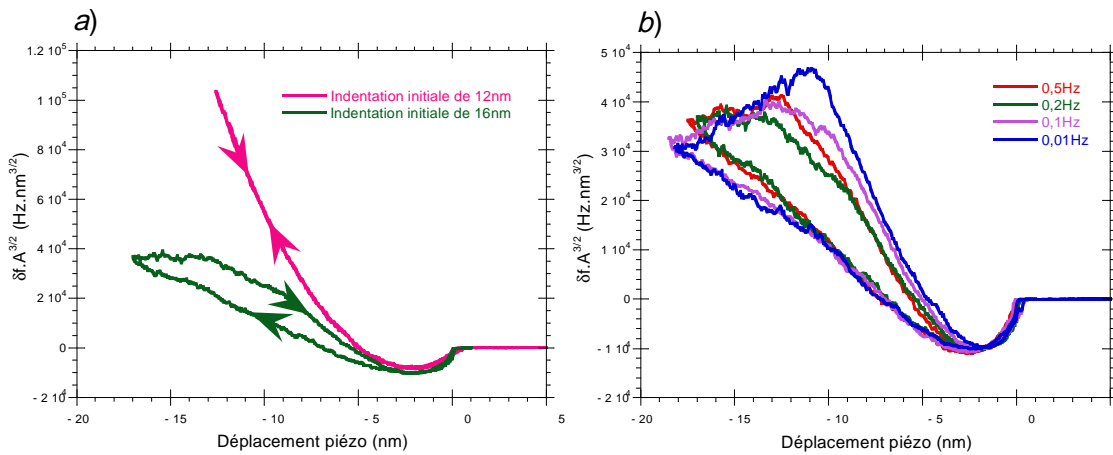 a)
δf.A^3/2 (Hz.nm^3/2)
1.2 10^5
1 10^5
8 10^4
6 10^4
4 10^4
2 10^4
0
- 2 10^4
Indentation initiale de 12nm
Indentation initiale de 16nm
- 20 - 15 - 10 - 5 0 5
Déplacement piézo (nm)
b)
δf.A^3/2 (Hz.nm^3/2)
5 10^4
4 10^4
3 10^4
2 10^4
1 10^4
0
- 1 10^4
- 2 10^4
0,5Hz
0,2Hz
0,1Hz
0,01Hz
- 20 - 15 - 10 - 5 0
Déplacement piézo (nm)